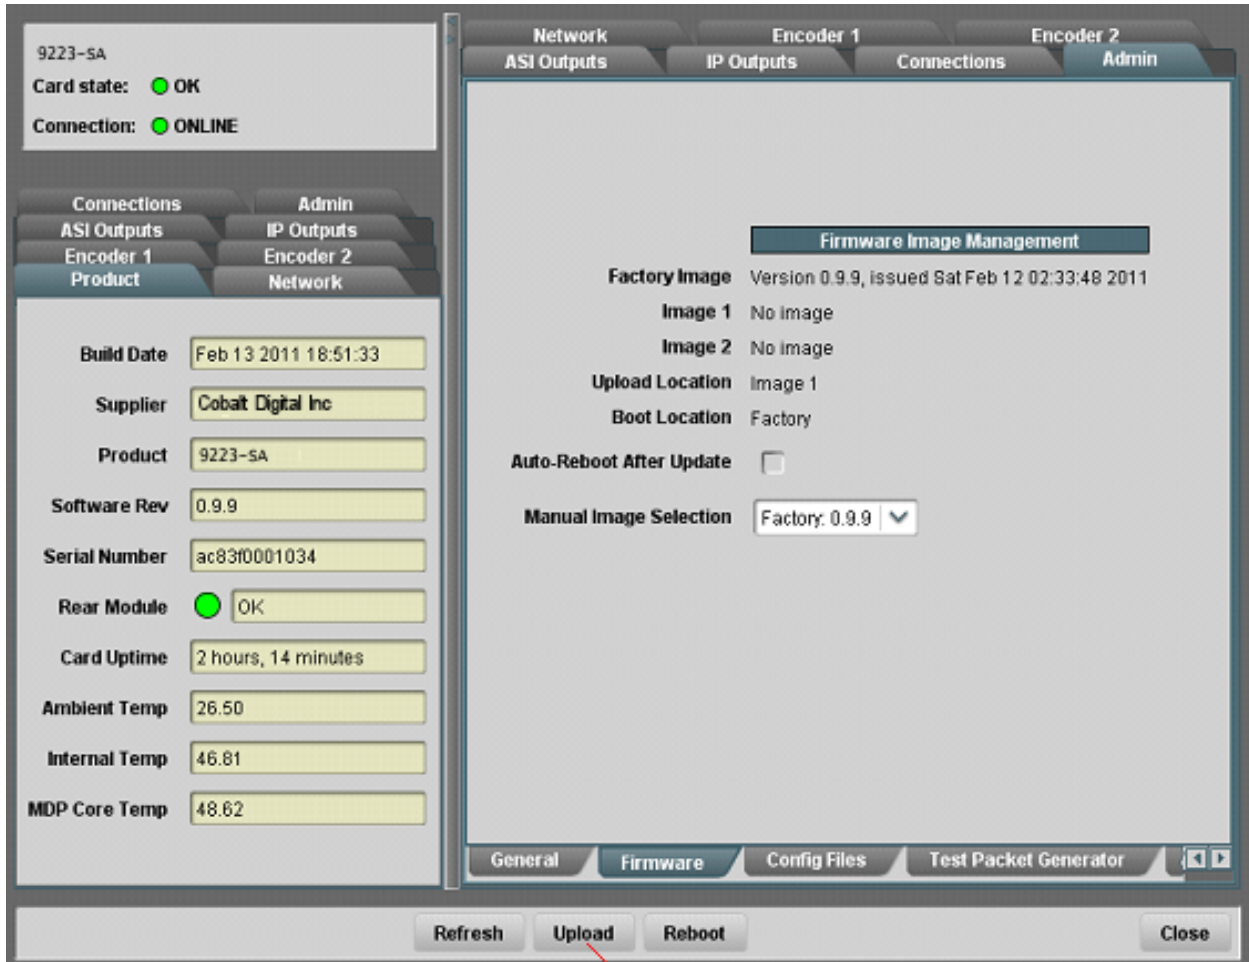 9223-SA
Card state: OK
Connection: ONLINE
Connections Admin
ASI Outputs IP Outputs
Encoder 1 Encoder 2
Product Network
Build Date Feb 13 2011 18:51:33
Supplier Cobalt Digital Inc
Product 9223-SA
Software Rev 0.9.9
Serial Number ac83f0001034
Rear Module OK
Card Uptime 2 hours, 14 minutes
Ambient Temp 26.50
Internal Temp 46.81
MDP Core Temp 48.62
Network Encoder 1 Encoder 2
ASI Outputs IP Outputs Connections Admin
Firmware Image Management
Factory Image Version 0.9.9, issued Sat Feb 12 02:33:48 2011
Image 1 No image
Image 2 No image
Upload Location Image 1
Boot Location Factory
Auto-Reboot After Update
Manual Image Selection Factory: 0.9.9
General Firmware Config Files Test Packet Generator
Refresh Upload Reboot Close